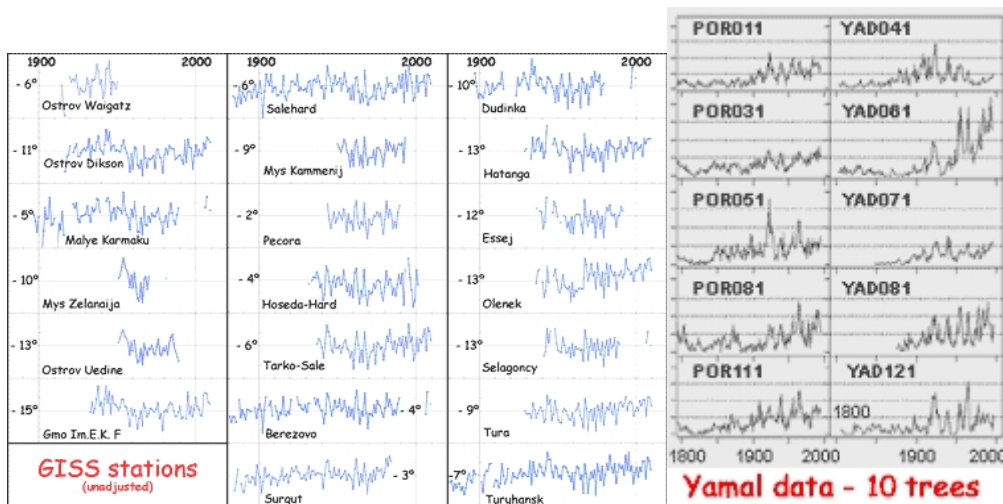 1900
2000
1900
2000
1900
2000
- 6°
Ostrov Waigatz
- 11°
Ostrov Dikson
- 5°
Malye Karmaku
- 10°
Mys Zelanaija
- 13°
Ostrov Uedine
- 15°
Gmo Im.E.K. F
GISS stations
(unadjusted)
- 6°
Salehard
- 9°
Mys Kammenij
- 2°
Pecora
- 4°
Hoseda-Hard
- 6°
Tarko-Sale
- 4°
Berezovo
- 3°
Surgut
- 10°
Dudinka
- 13°
Hatanga
- 12°
Essej
- 13°
Olenek
- 13°
Selagoncy
- 9°
Tura
- 7°
Turuhansk
POR011
YAD041
POR031
YAD061
POR051
YAD071
POR081
YAD081
POR111
YAD121
1800
1800
1900
2000
1900
2000
Yamal data - 10 trees